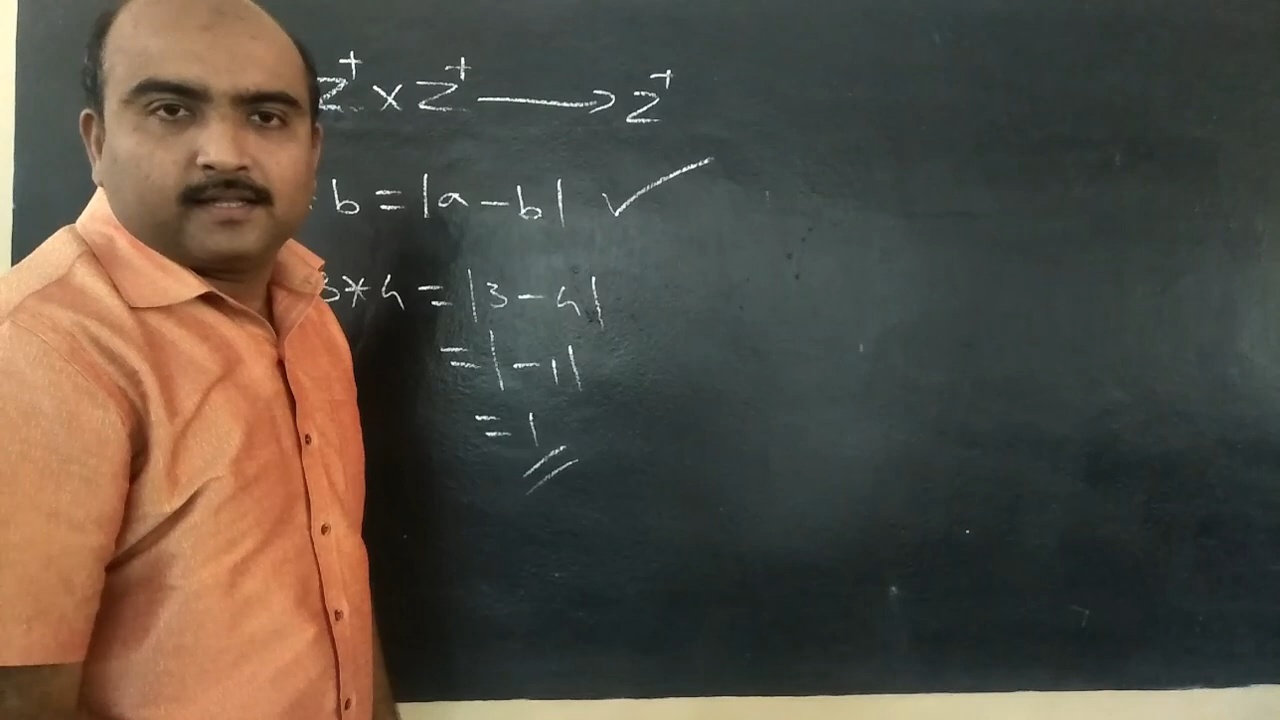 Z⁺ × Z⁺ ⟶ Z⁺
b = |a - b| ✓
3 * 4 = |3 - 4|
= |-1|
= 1